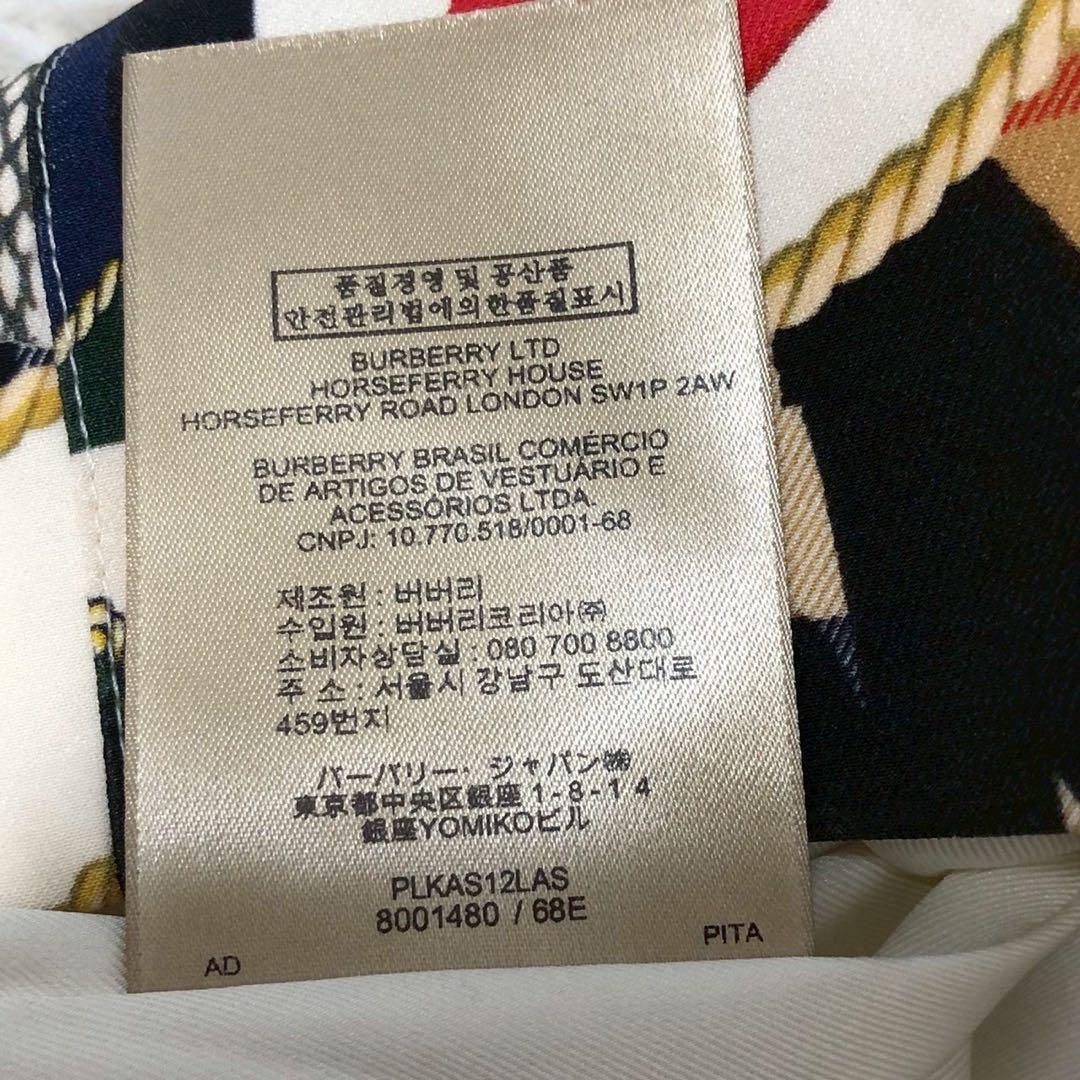 품질경영 및 공산품
안전관리법에의한품질표시
BURBERRY LTD
HORSEFERRY HOUSE
HORSEFERRY ROAD LONDON SW1P 2AW
BURBERRY BRASIL COMÉRCIO
DE ARTIGOS DE VESTUÁRIO E
ACESSÓRIOS LTDA.
CNPJ: 10.770.518/0001-68
제조원 : 버버리
수입원 : 버버리코리아㈜
소비자상담실 : 080 700 8800
주 소 : 서울시 강남구 도산대로
459번지
バーバリー・ジャパン㈱
東京都中央区銀座1-8-14
銀座YOMIKOビル
PLKAS12LAS
8001480 / 68E
AD PITA